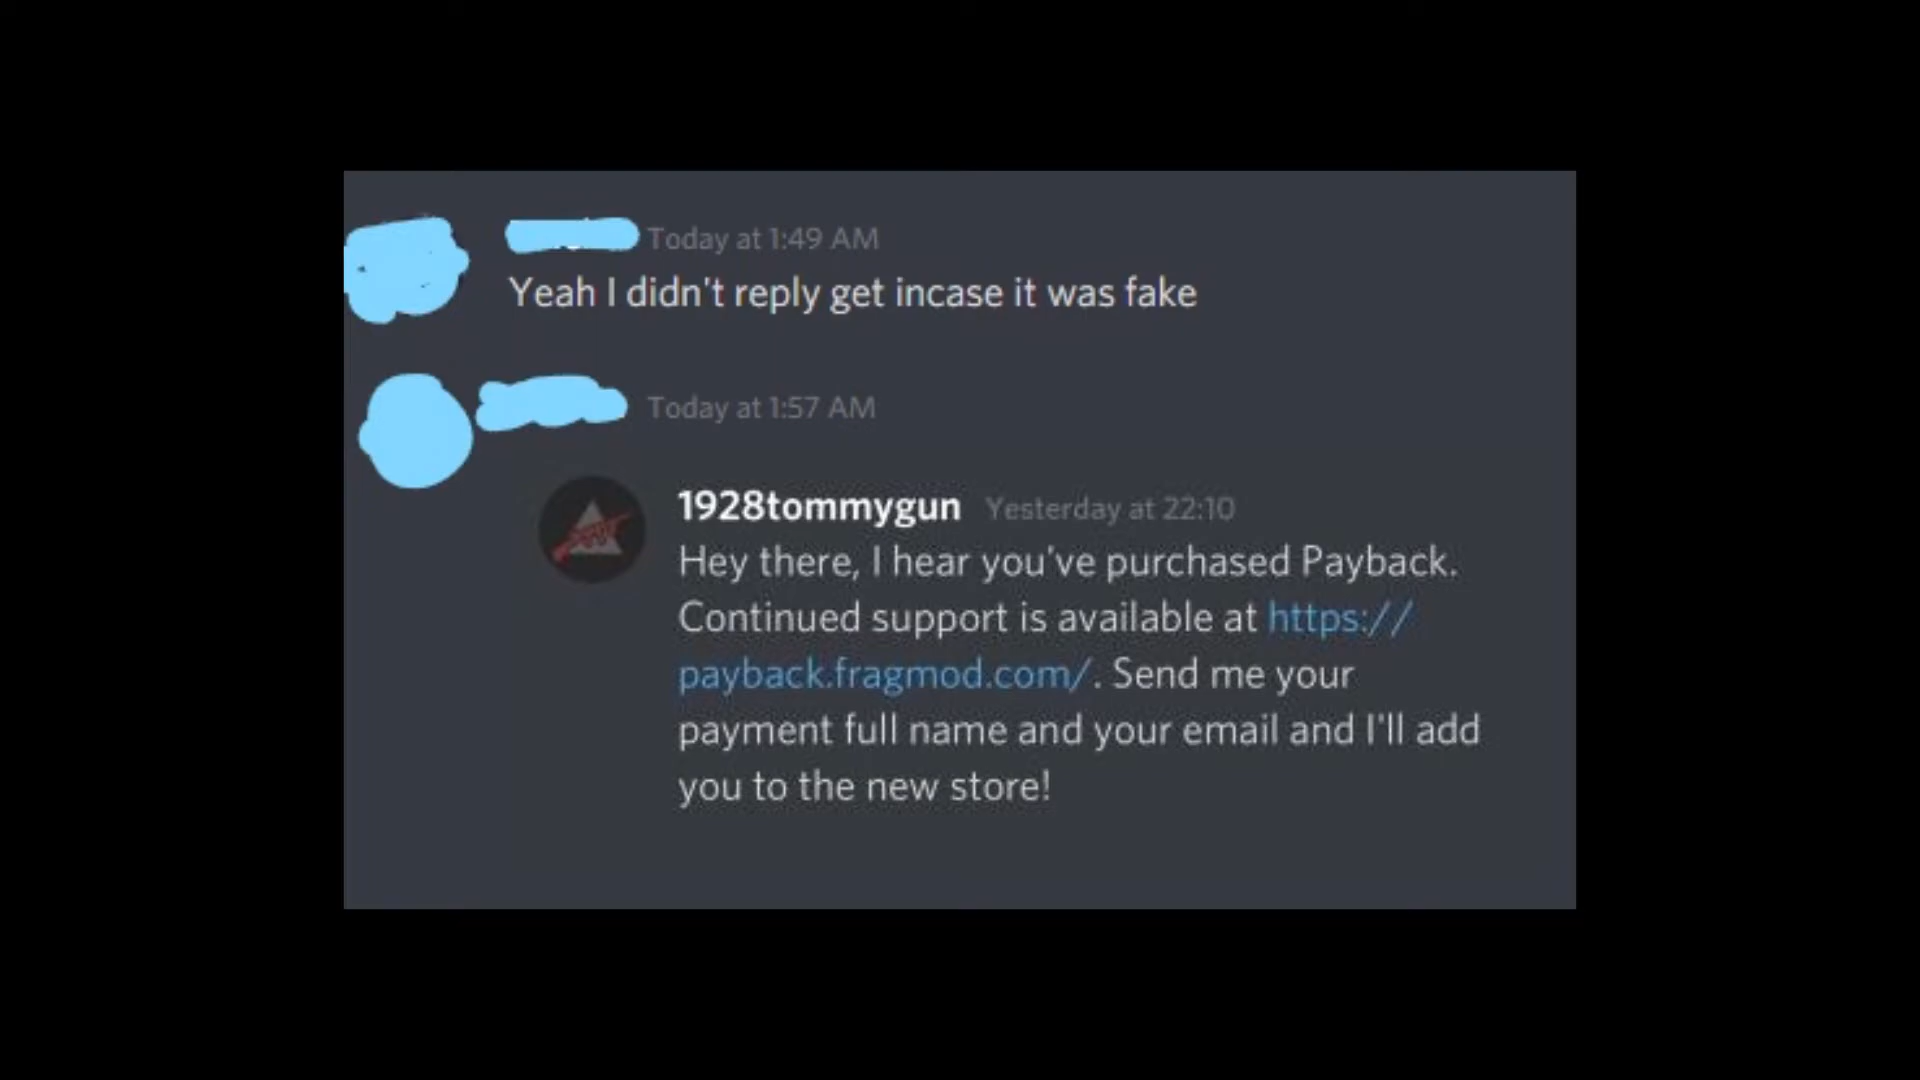 Today at 1:49 AM
Yeah I didn't reply get incase it was fake
Today at 1:57 AM
1928tommygun Yesterday at 22:10
Hey there, I hear you've purchased Payback.
Continued support is available at https://
payback.fragmod.com/. Send me your
payment full name and your email and I'll add
you to the new store!